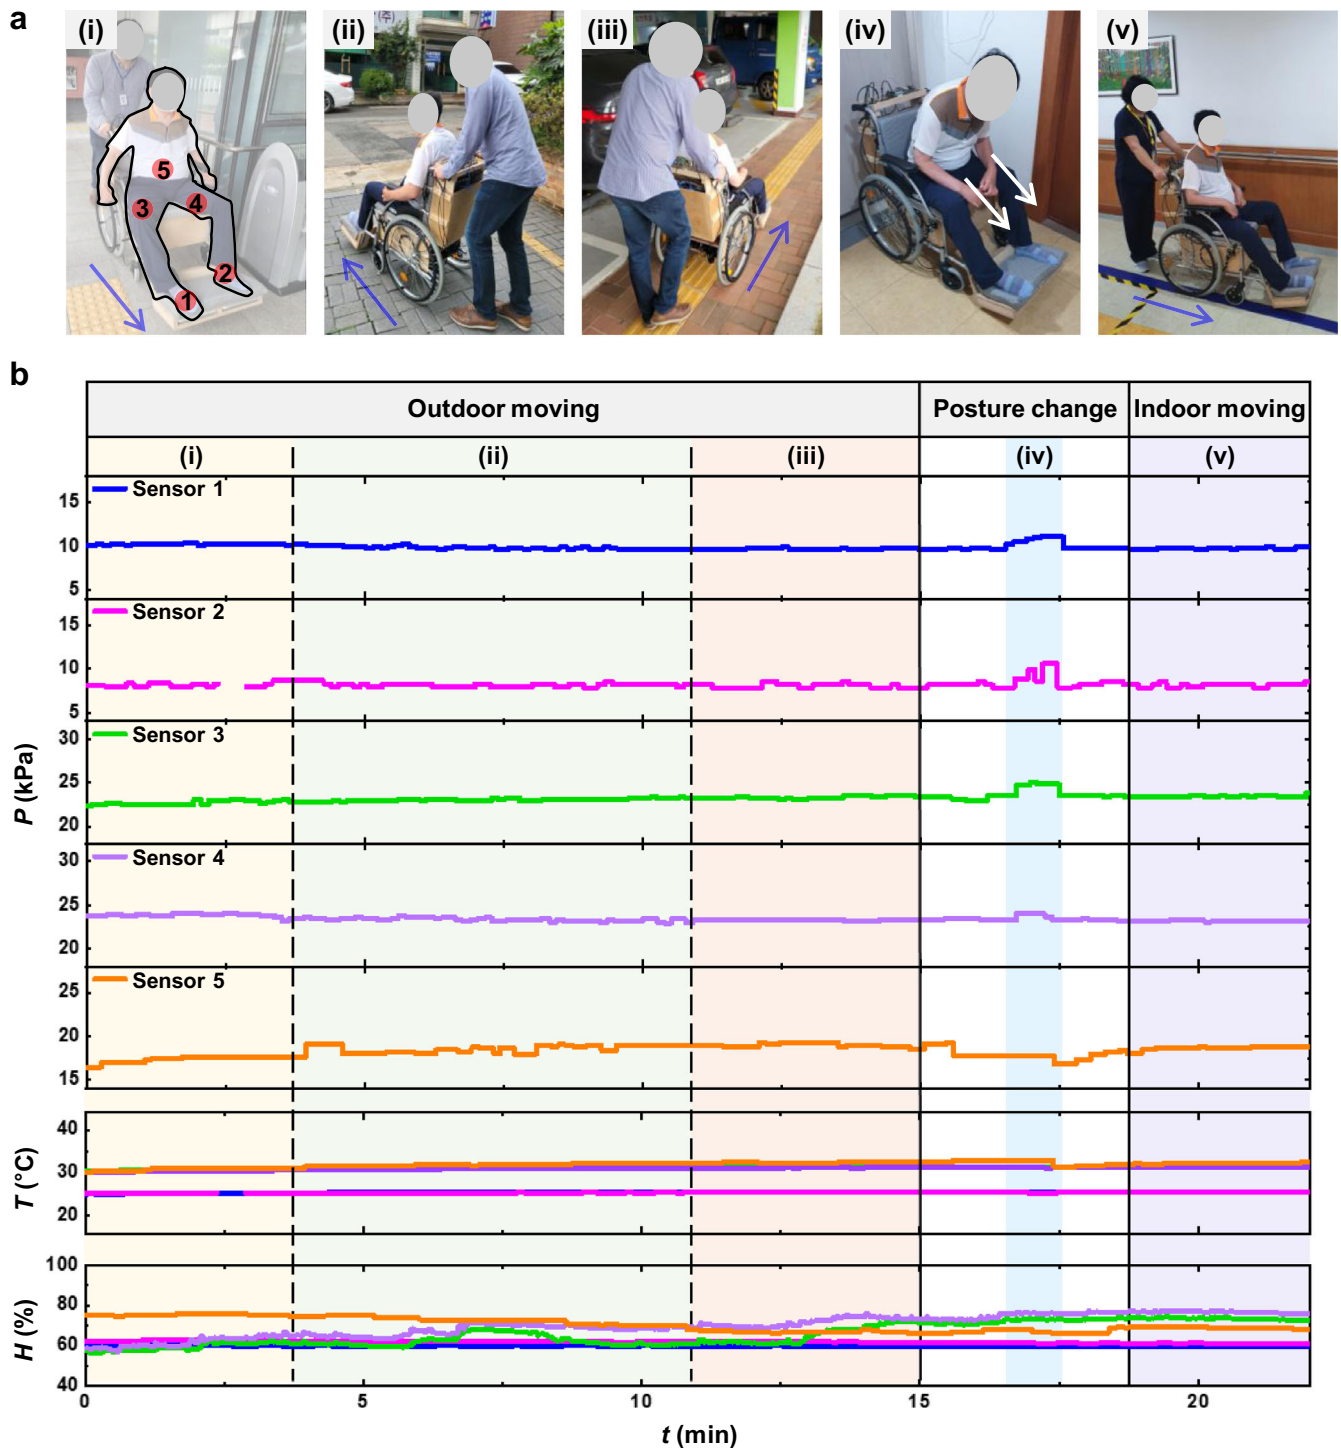 a
(i)
(ii)
(iii)
(iv)
(v)
5
3
4
2
1
b
Outdoor moving
Posture change
Indoor moving
(i)
(ii)
(iii)
(iv)
(v)
Sensor 1
15
10
5
Sensor 2
15
10
5
Sensor 3
30
25
20
Sensor 4
30
25
20
Sensor 5
25
20
15
P (kPa)
40
30
20
T (°C)
100
80
60
40
H (%)
0
5
10
15
20
t (min)